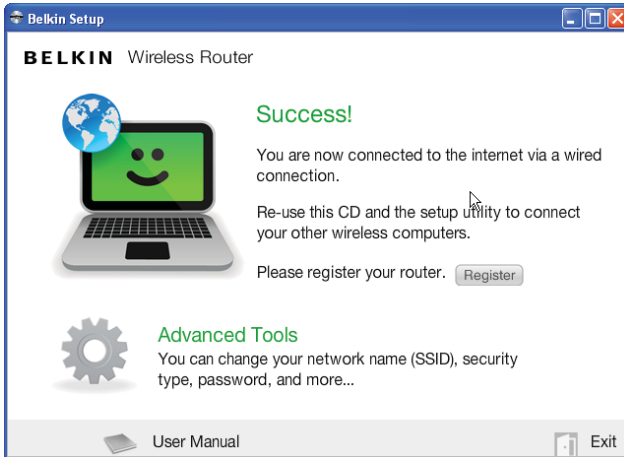 Belkin Setup
BELKIN Wireless Router
Success!
You are now connected to the internet via a wired
connection.
Re-use this CD and the setup utility to connect
your other wireless computers.
Please register your router. Register
Advanced Tools
You can change your network name (SSID), security
type, password, and more...
User Manual
Exit